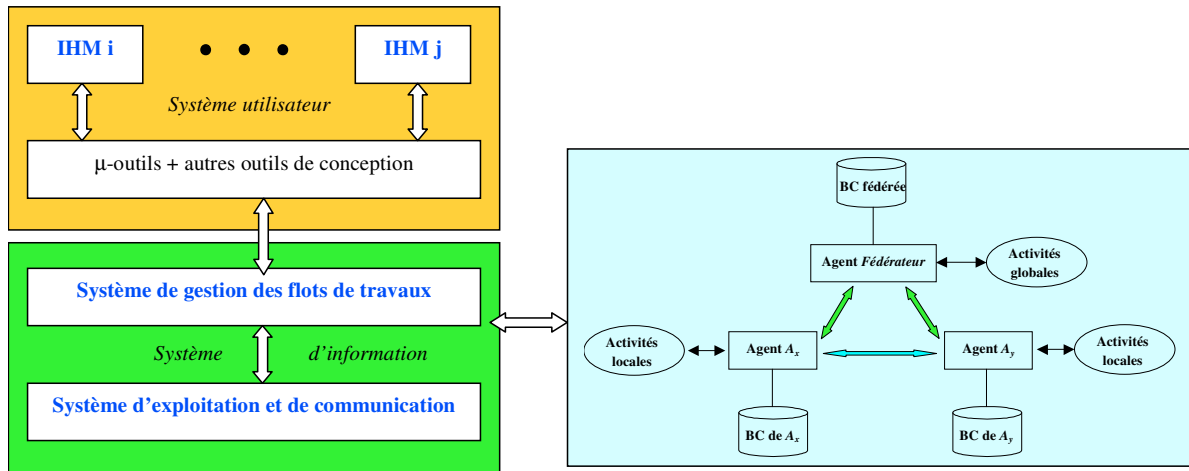 IHM i
• • •
IHM j
Système utilisateur
µ-outils + autres outils de conception
Système de gestion des flots de travaux
Système d'information
Système d'exploitation et de communication
BC fédérée
Agent Fédérateur
Activités
globales
Activités
locales
Agent Ax
Agent Ay
Activités
locales
BC de Ax
BC de Ay